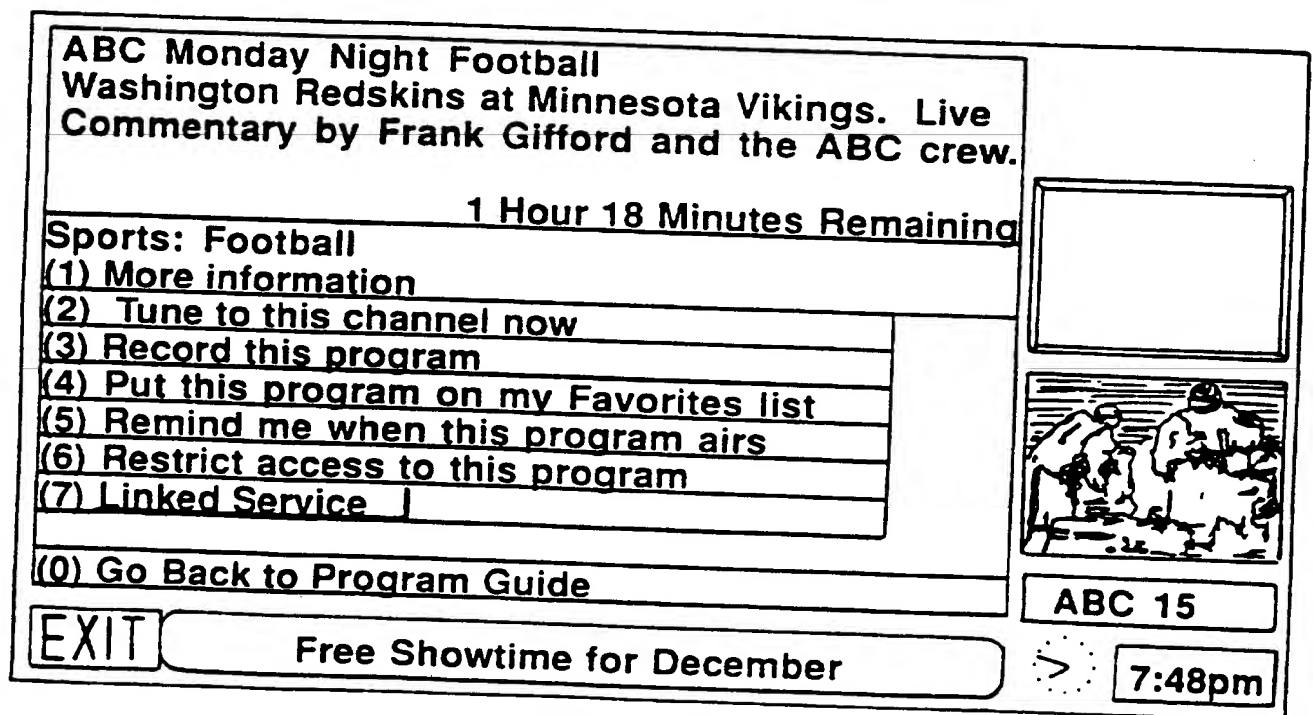 ABC Monday Night Football
Washington Redskins at Minnesota Vikings. Live
Commentary by Frank Gifford and the ABC crew.
1 Hour 18 Minutes Remaining
Sports: Football
(1) More information
(2) Tune to this channel now
(3) Record this program
(4) Put this program on my Favorites list
(5) Remind me when this program airs
(6) Restrict access to this program
(7) Linked Service
(0) Go Back to Program Guide
ABC 15
EXIT
Free Showtime for December
7:48pm